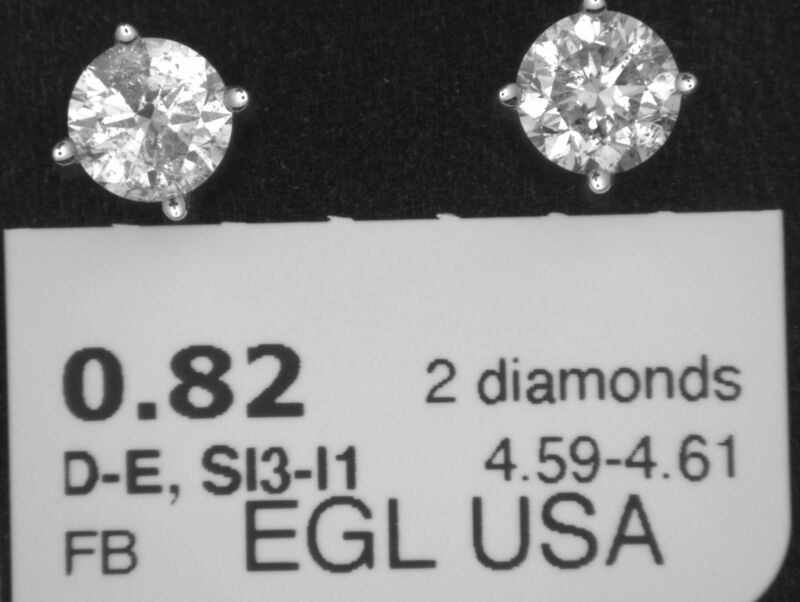 0.82 2 diamonds
D-E, SI3-I1 4.59-4.61
FB EGL USA